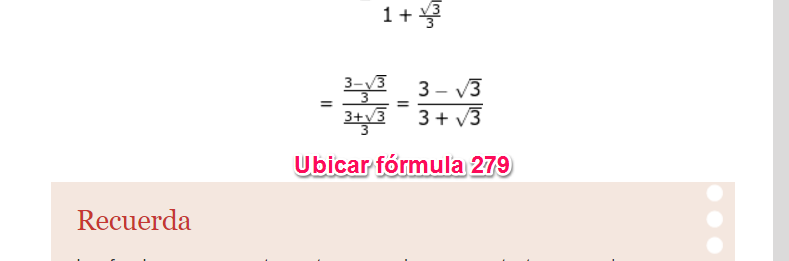 1 + √3/3
= (3−√3)/3 / (3+√3)/3 = (3 − √3)/(3 + √3)
Ubicar fórmula 279
Recuerda